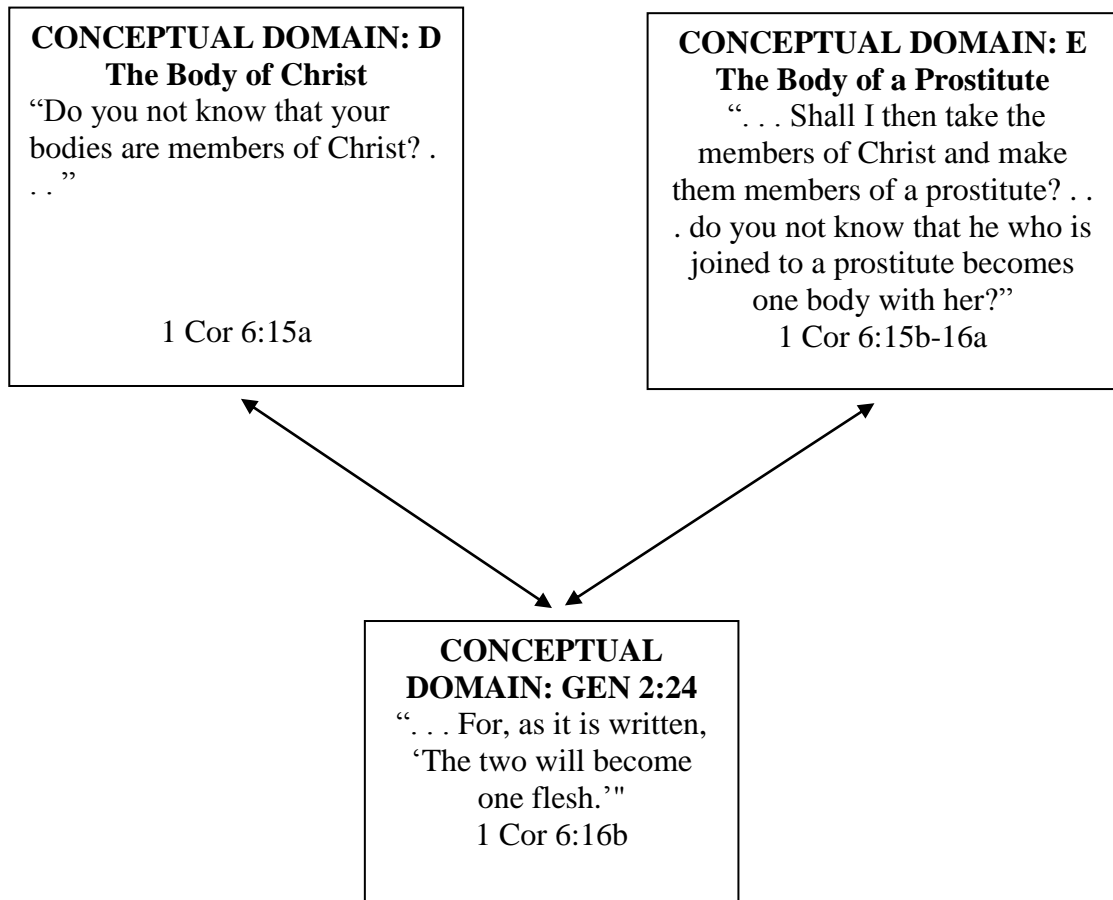 CONCEPTUAL DOMAIN: D
The Body of Christ
“Do you not know that your
bodies are members of Christ? .
. . ”
1 Cor 6:15a
CONCEPTUAL DOMAIN: E
The Body of a Prostitute
“. . . Shall I then take the
members of Christ and make
them members of a prostitute? . .
. do you not know that he who is
joined to a prostitute becomes
one body with her?”
1 Cor 6:15b-16a
CONCEPTUAL
DOMAIN: GEN 2:24
“. . . For, as it is written,
‘The two will become
one flesh.’"
1 Cor 6:16b